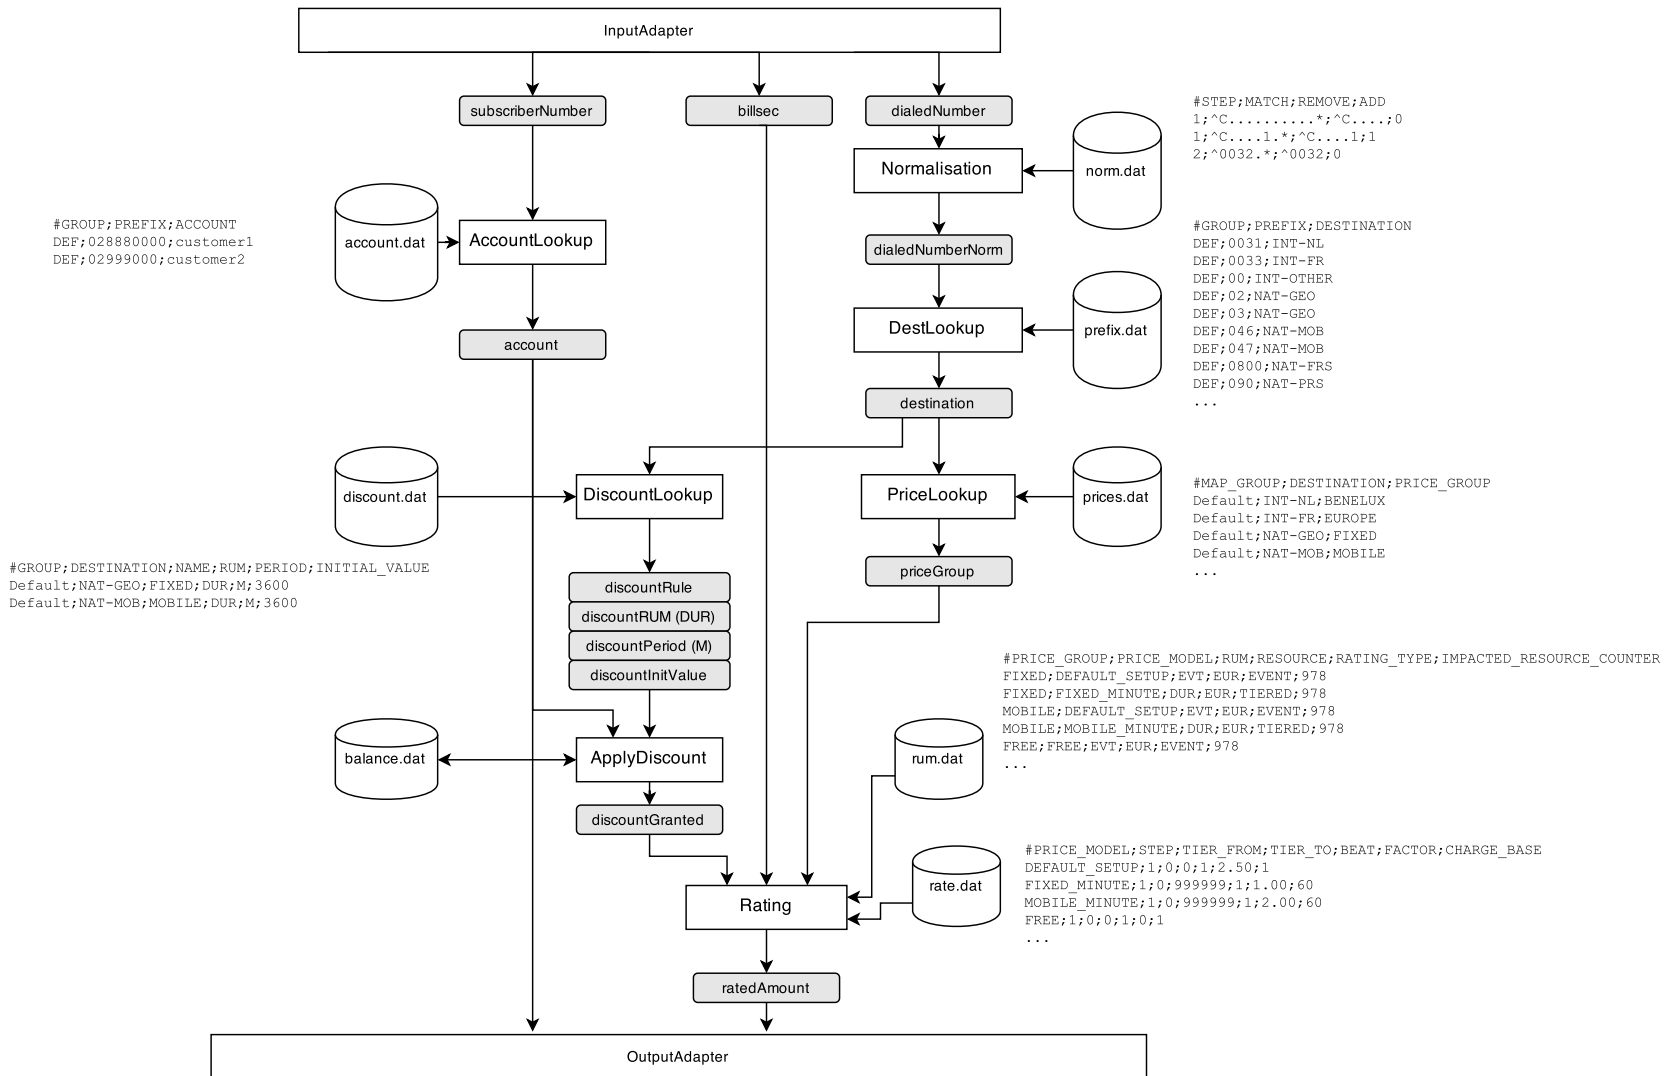 InputAdapter
subscriberNumber
billsec
dialedNumber
#STEP;MATCH;REMOVE;ADD
1;^C..........*;^C....;0
1;^C....1.*;^C....1;1
2;^0032.*;^0032;0
Normalisation
norm.dat
#GROUP;PREFIX;ACCOUNT
DEF;028880000;customer1
DEF;02999000;customer2
account.dat
AccountLookup
dialedNumberNorm
#GROUP;PREFIX;DESTINATION
DEF;0031;INT-NL
DEF;0033;INT-FR
DEF;00;INT-OTHER
DEF;02;NAT-GEO
DEF;03;NAT-GEO
DEF;046;NAT-MOB
DEF;047;NAT-MOB
DEF;0800;NAT-FRS
DEF;090;NAT-PRS
...
account
DestLookup
prefix.dat
destination
discount.dat
DiscountLookup
PriceLookup
prices.dat
#MAP_GROUP;DESTINATION;PRICE_GROUP
Default;INT-NL;BENELUX
Default;INT-FR;EUROPE
Default;NAT-GEO;FIXED
Default;NAT-MOB;MOBILE
...
#GROUP;DESTINATION;NAME;RUM;PERIOD;INITIAL_VALUE
Default;NAT-GEO;FIXED;DUR;M;3600
Default;NAT-MOB;MOBILE;DUR;M;3600
discountRule
discountRUM (DUR)
discountPeriod (M)
discountInitValue
priceGroup
#PRICE_GROUP;PRICE_MODEL;RUM;RESOURCE;RATING_TYPE;IMPACTED_RESOURCE_COUNTER
FIXED;DEFAULT_SETUP;EVT;EUR;EVENT;978
FIXED;FIXED_MINUTE;DUR;EUR;TIERED;978
MOBILE;DEFAULT_SETUP;EVT;EUR;EVENT;978
MOBILE;MOBILE_MINUTE;DUR;EUR;TIERED;978
FREE;FREE;EVT;EUR;EVENT;978
...
balance.dat
ApplyDiscount
rum.dat
discountGranted
#PRICE_MODEL;STEP;TIER_FROM;TIER_TO;BEAT;FACTOR;CHARGE_BASE
DEFAULT_SETUP;1;0;0;1;2.50;1
FIXED_MINUTE;1;0;999999;1;1.00;60
MOBILE_MINUTE;1;0;999999;1;2.00;60
FREE;1;0;0;1;0;1
...
Rating
rate.dat
ratedAmount
OutputAdapter